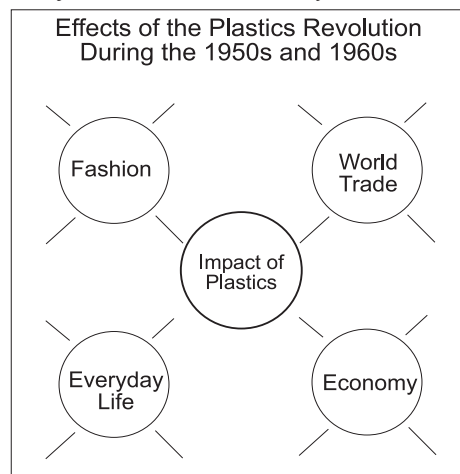 Effects of the Plastics Revolution
During the 1950s and 1960s
Fashion
World
Trade
Impact of
Plastics
Everyday
Life
Economy